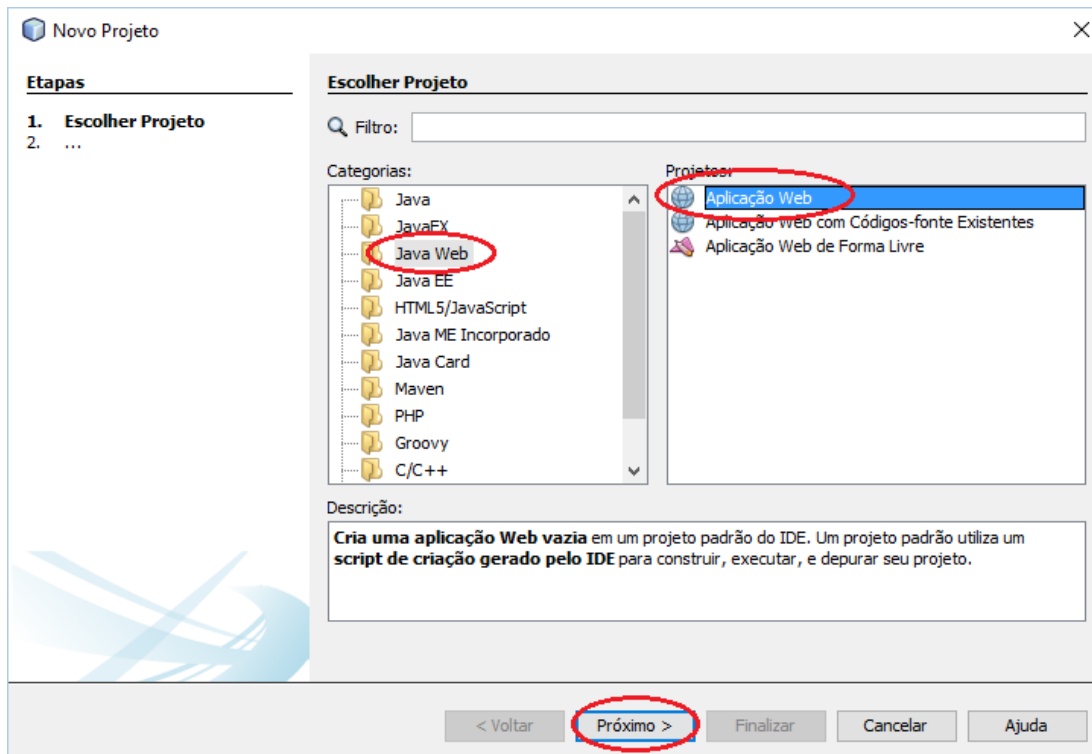 Novo Projeto
Etapas
1. Escolher Projeto
2. ...
Escolher Projeto
Filtro:
Categorias:
Java
JavaFX
Java Web
Java EE
HTML5/JavaScript
Java ME Incorporado
Java Card
Maven
PHP
Groovy
C/C++
Projetos:
Aplicação Web
Aplicação Web com Códigos-fonte Existentes
Aplicação Web de Forma Livre
Descrição:
Cria uma aplicação Web vazia em um projeto padrão do IDE. Um projeto padrão utiliza um
script de criação gerado pelo IDE para construir, executar, e depurar seu projeto.
< Voltar
Próximo >
Finalizar
Cancelar
Ajuda